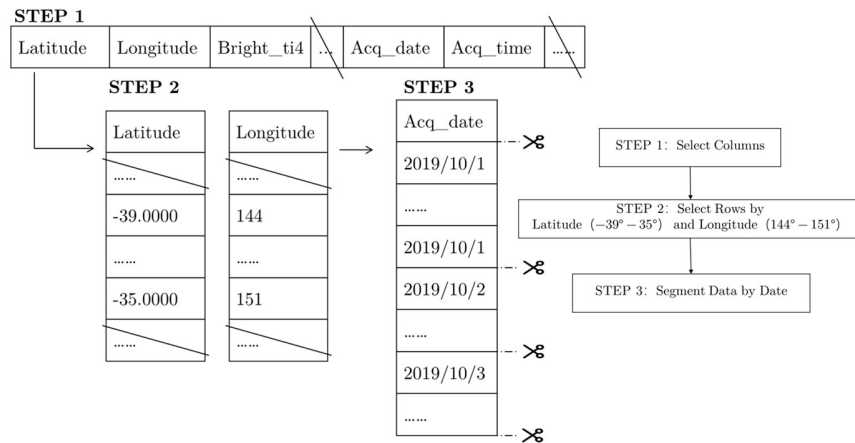 STEP 1
Latitude Longitude Bright_ti4 ... Acq_date Acq_time ......
STEP 2
Latitude Longitude
...... ......
-39.0000 144
...... ......
-35.0000 151
...... ......
STEP 3
Acq_date
2019/10/1
......
2019/10/1
2019/10/2
......
2019/10/3
......
STEP 1: Select Columns
STEP 2: Select Rows by
Latitude (−39° − 35°) and Longitude (144° − 151°)
STEP 3: Segment Data by Date